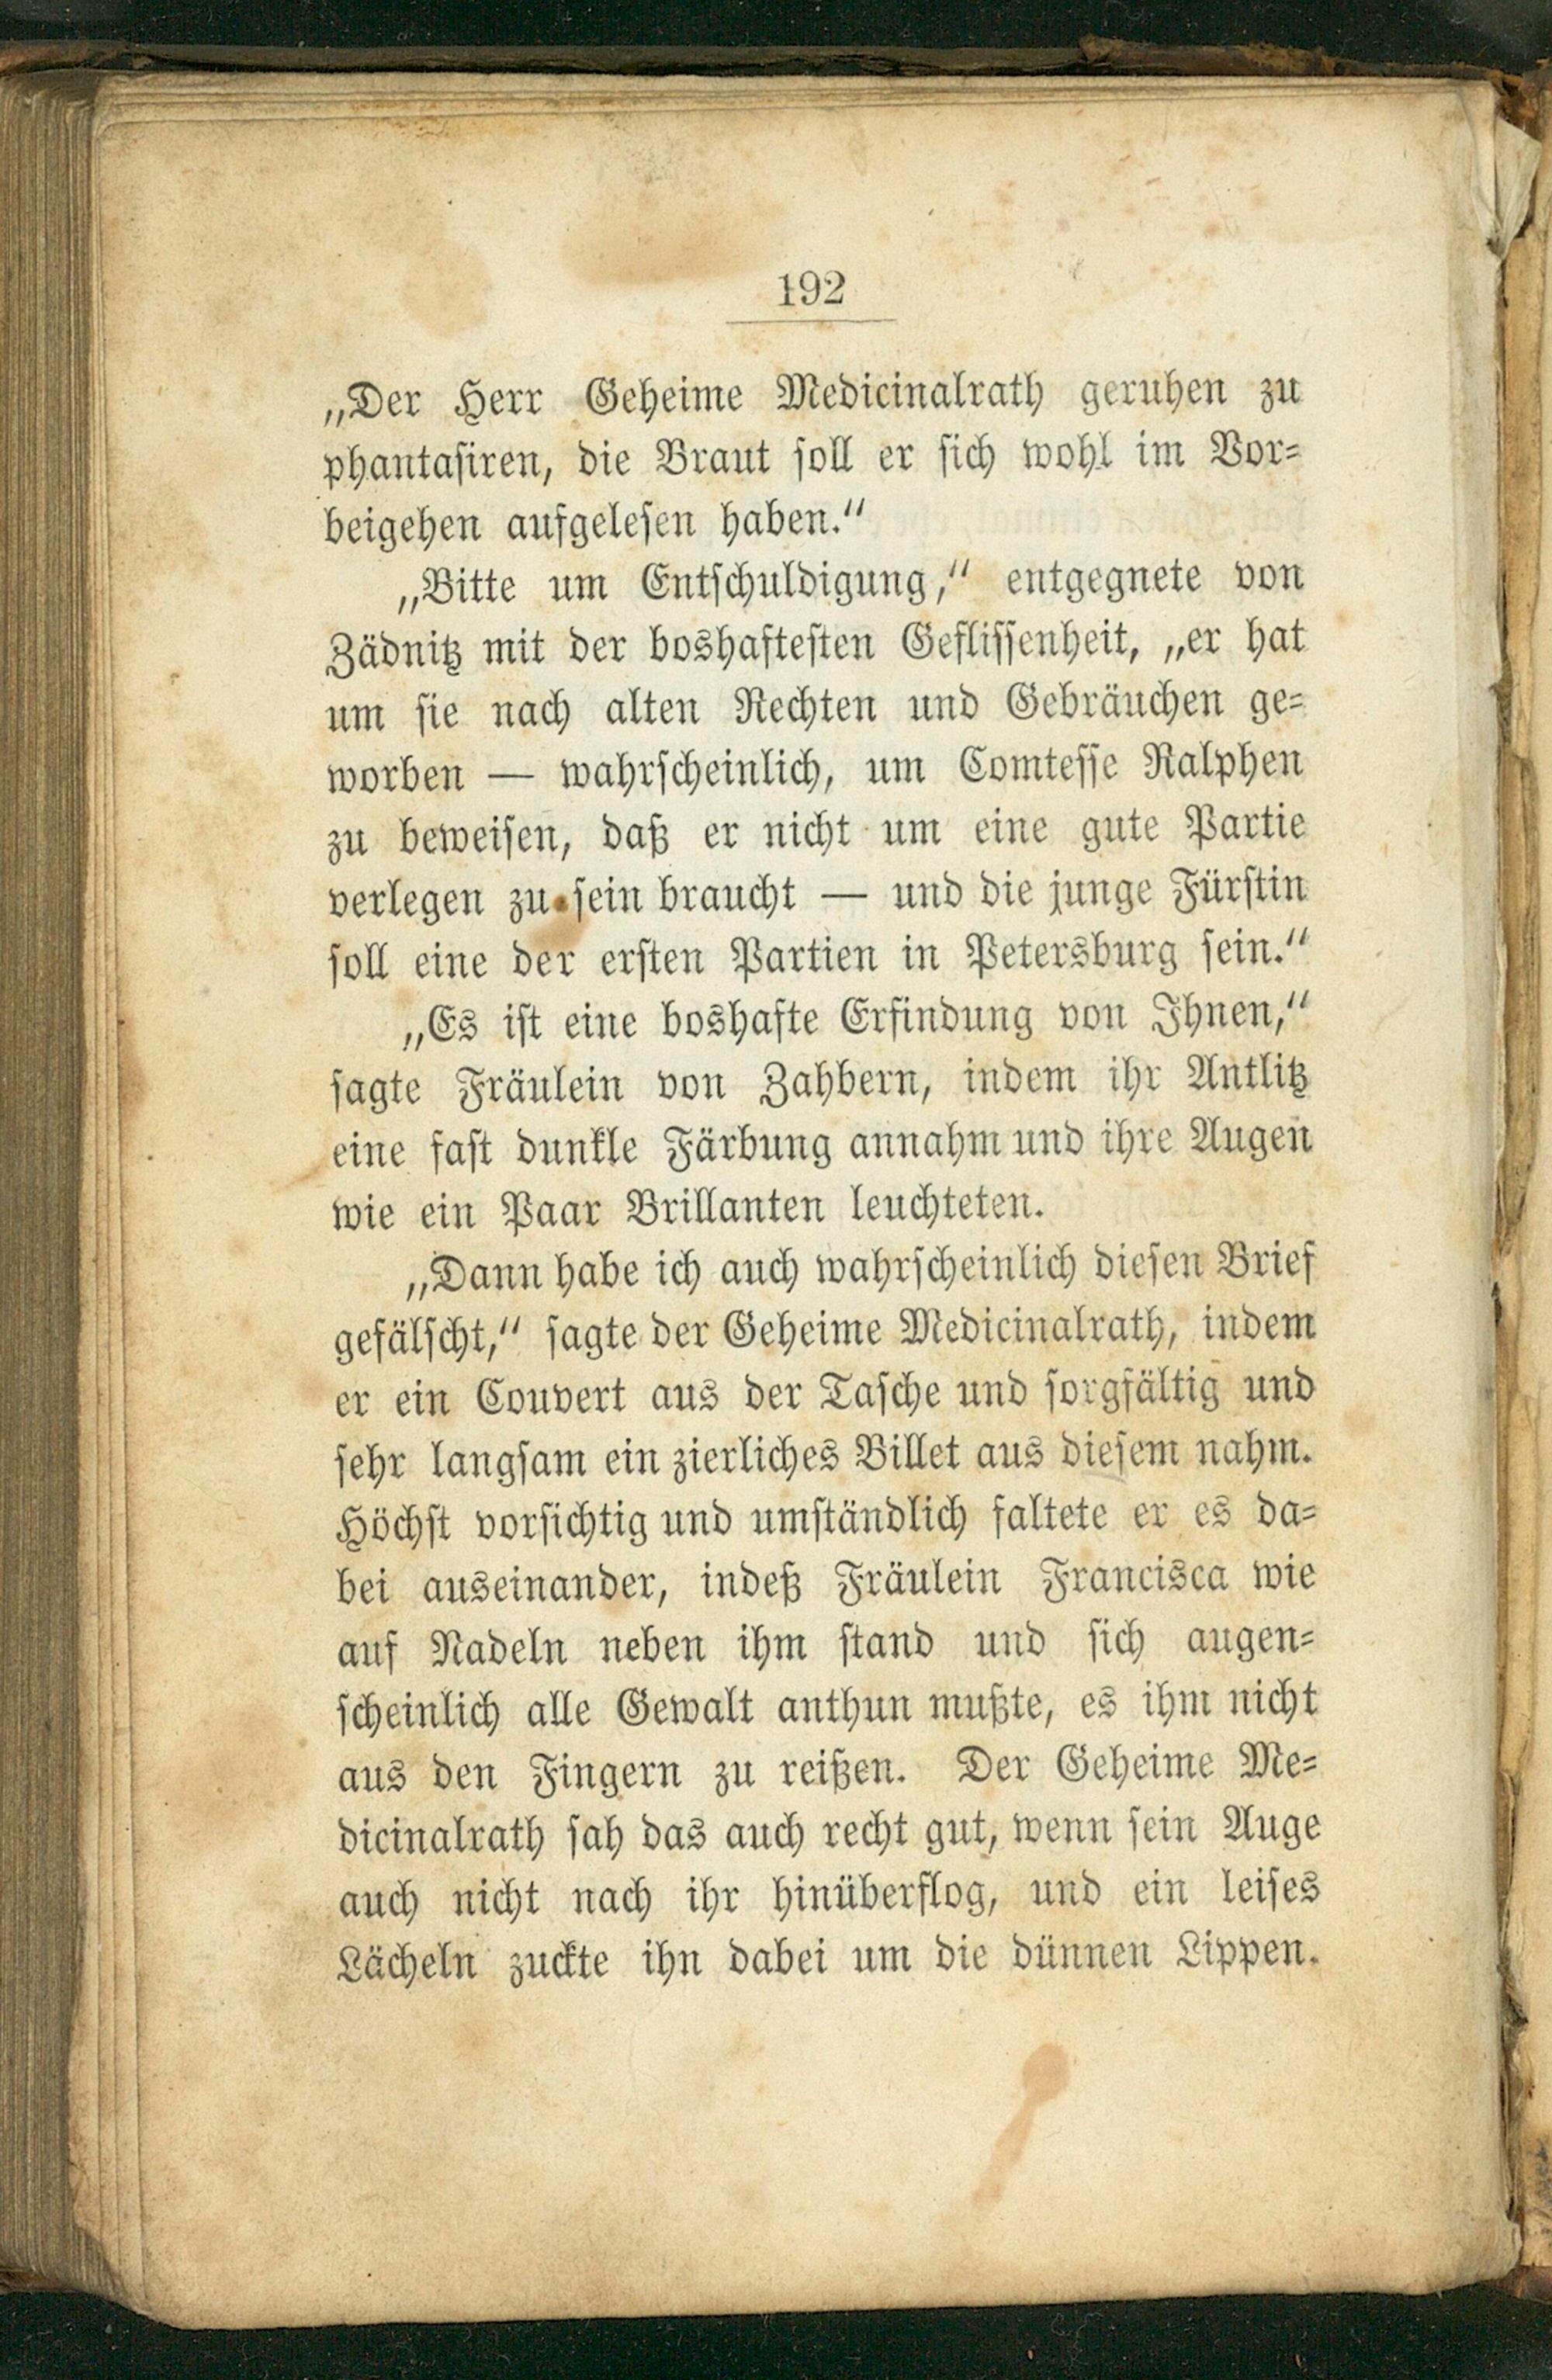 192
„Der Herr Geheime Medicinalrath geruhen zu
phantasiren, die Braut soll er sich wohl im Vor-
beigehen aufgelesen haben.“
„Bitte um Entschuldigung,“ entgegnete von
Zädnitz mit der boshaftesten Geflissenheit, „er hat
um sie nach alten Rechten und Gebräuchen ge-
worben — wahrscheinlich, um Comtesse Ralphen
zu beweisen, daß er nicht um eine gute Partie
verlegen zu sein braucht — und die junge Fürstin
soll eine der ersten Partien in Petersburg sein.“
„Es ist eine boshafte Erfindung von Ihnen,“
sagte Fräulein von Zahbern, indem ihr Antlitz
eine fast dunkle Färbung annahm und ihre Augen
wie ein Paar Brillanten leuchteten.
„Dann habe ich auch wahrscheinlich diesen Brief
gefälscht,“ sagte der Geheime Medicinalrath, indem
er ein Couvert aus der Tasche und sorgfältig und
sehr langsam ein zierliches Billet aus diesem nahm.
Höchst vorsichtig und umständlich faltete er es da-
bei auseinander, indeß Fräulein Francisca wie
auf Nadeln neben ihm stand und sich augen-
scheinlich alle Gewalt anthun mußte, es ihm nicht
aus den Fingern zu reißen. Der Geheime Me-
dicinalrath sah das auch recht gut, wenn sein Auge
auch nicht nach ihr hinüberflog, und ein leises
Lächeln zuckte ihn dabei um die dünnen Lippen.